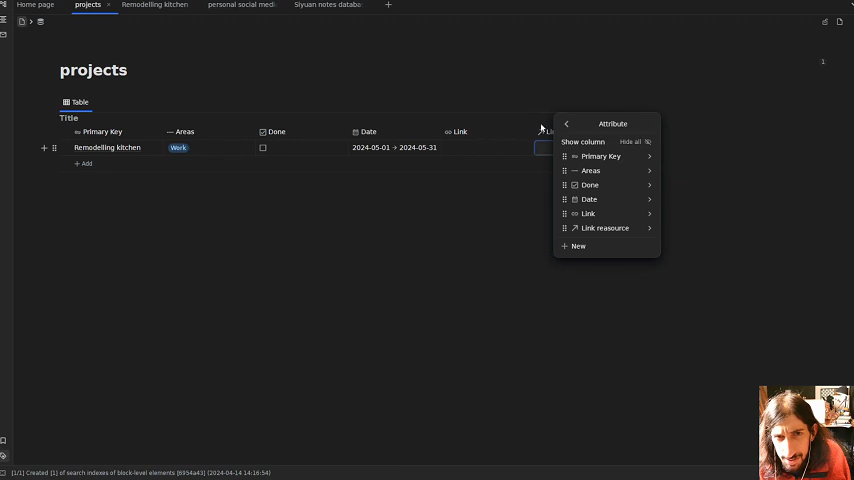 Home page
projects
Remodelling kitchen
personal social medi
Siyuan notes databa
1
projects
Table
Title
Primary Key
Areas
Done
Date
Link
Remodelling kitchen
Work
2024-05-01 → 2024-05-31
+ Add
Attribute
Show column
Hide all
Primary Key
Areas
Done
Date
Link
Link reasource
+ New
[1/1] Created [1] of search indexes of block-level elements [6954a43] (2024-04-14 14:16:54)